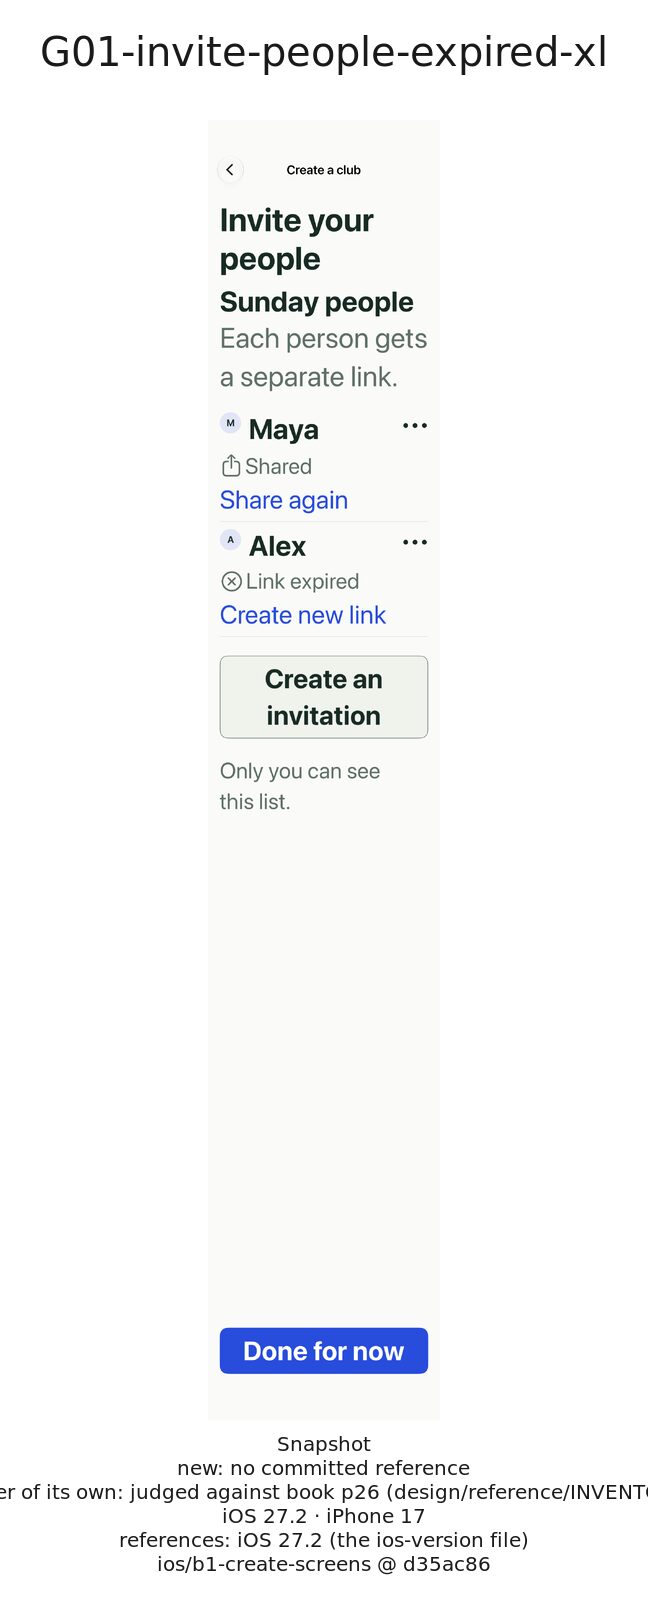 G01-invite-people-expired-xl
Create a club
Invite your
people
Sunday people
Each person gets
a separate link.
M Maya
Shared
Share again
A Alex
Link expired
Create new link
Create an
invitation
Only you can see
this list.
Done for now
Snapshot
new: no committed reference
of its own: judged against book p26
iOS 27.2 · iPhone 17
references: iOS 27.2 (the ios-version file)
ios/b1-create-screens @ d35ac86